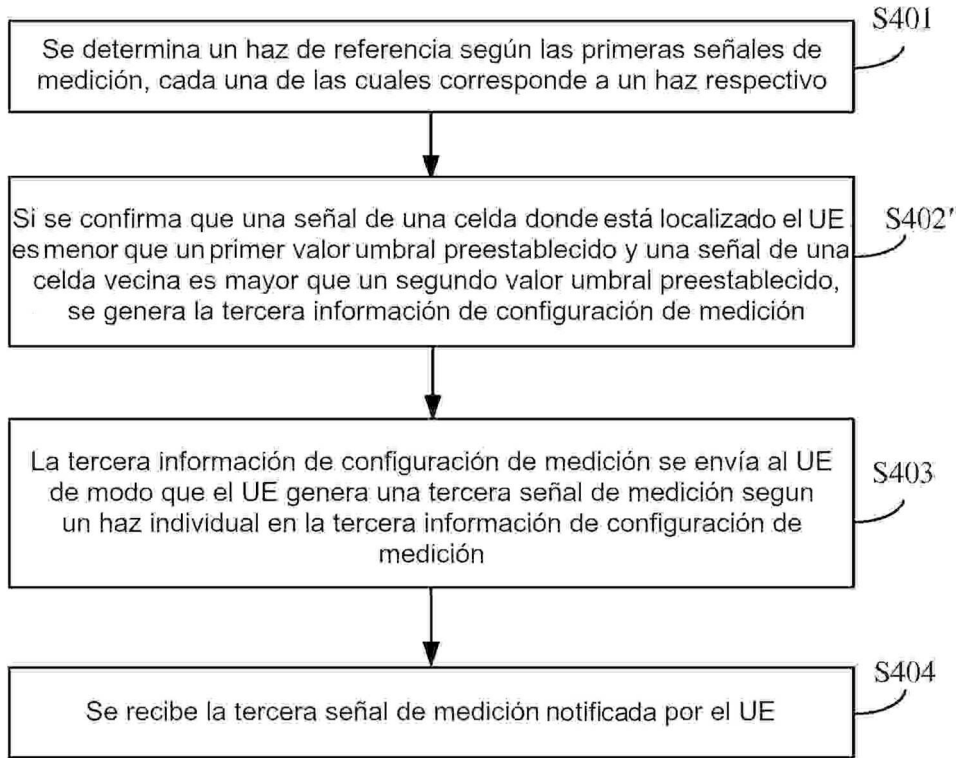 S401
Se determina un haz de referencia según las primeras señales de
medición, cada una de las cuales corresponde a un haz respectivo
S402'
Si se confirma que una señal de una celda donde está localizado el UE
es menor que un primer valor umbral preestablecido y una señal de una
celda vecina es mayor que un segundo valor umbral preestablecido,
se genera la tercera información de configuración de medición
S403
La tercera información de configuración de medición se envía al UE
de modo que el UE genera una tercera señal de medición segun
un haz individual en la tercera información de configuración de
medición
S404
Se recibe la tercera señal de medición notificada por el UE